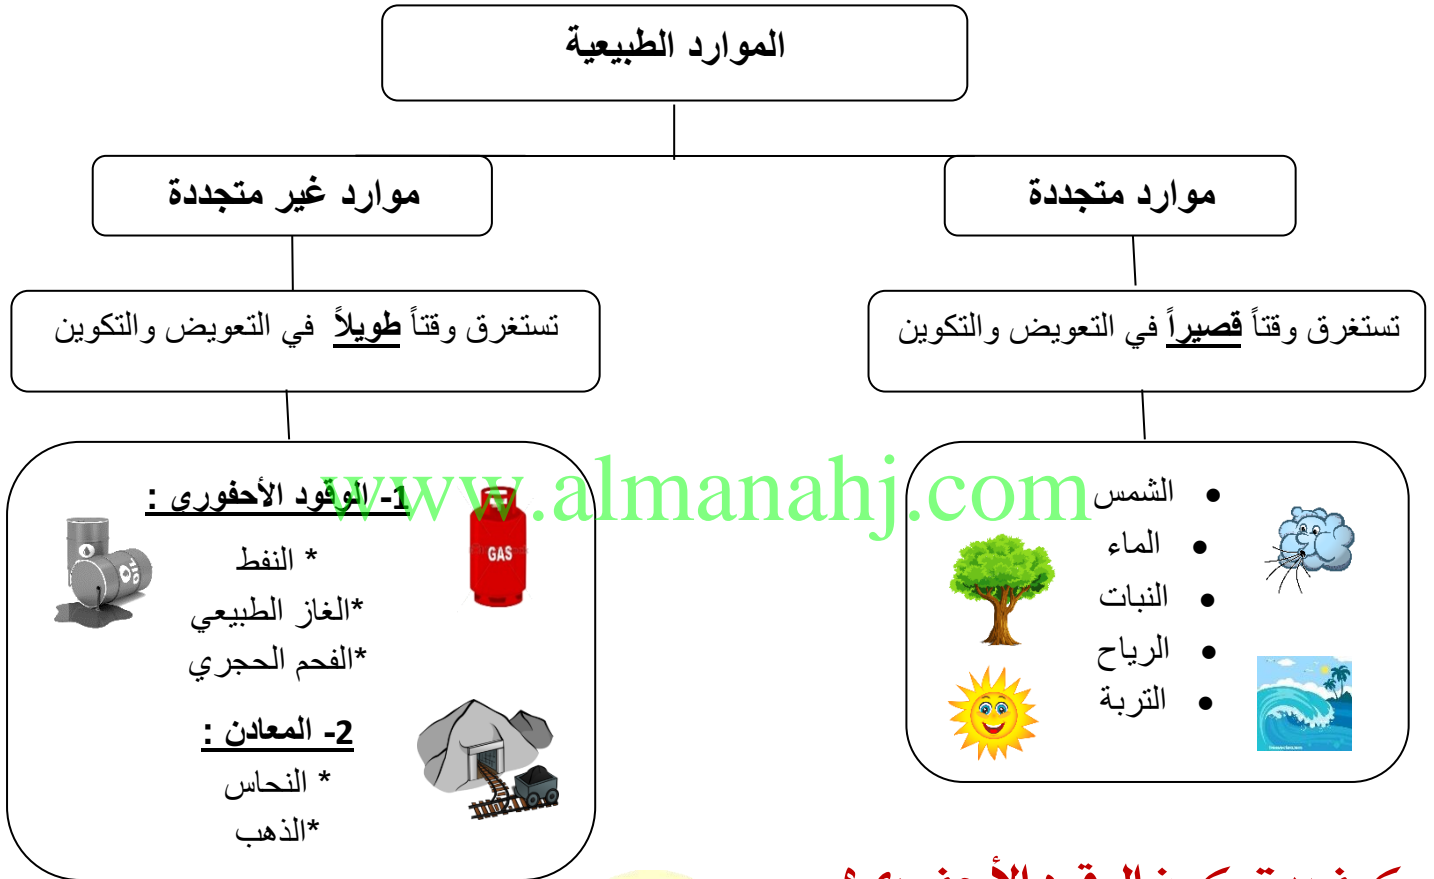 الموارد الطبيعية
موارد متجددة
موارد غير متجددة
تستغرق وقتاً قصيراً في التعويض والتكوين
تستغرق وقتاً طويلاً في التعويض والتكوين
• الشمس
• الماء
• النبات
• الرياح
• التربة
1- الوقود الأحفوري :
* النفط
*الغاز الطبيعي
*الفحم الحجري
2- المعادن :
* النحاس
*الذهب
GAS
OIL
www.almanahj.com